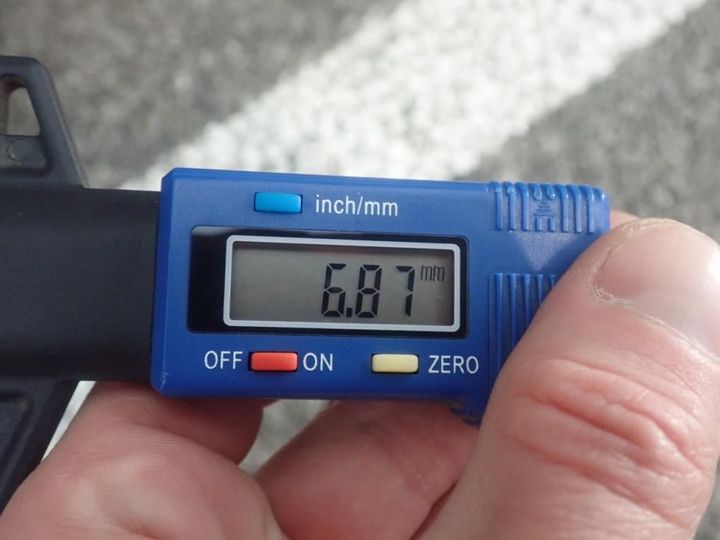 inch/mm
6.87 mm
OFF ON ZERO